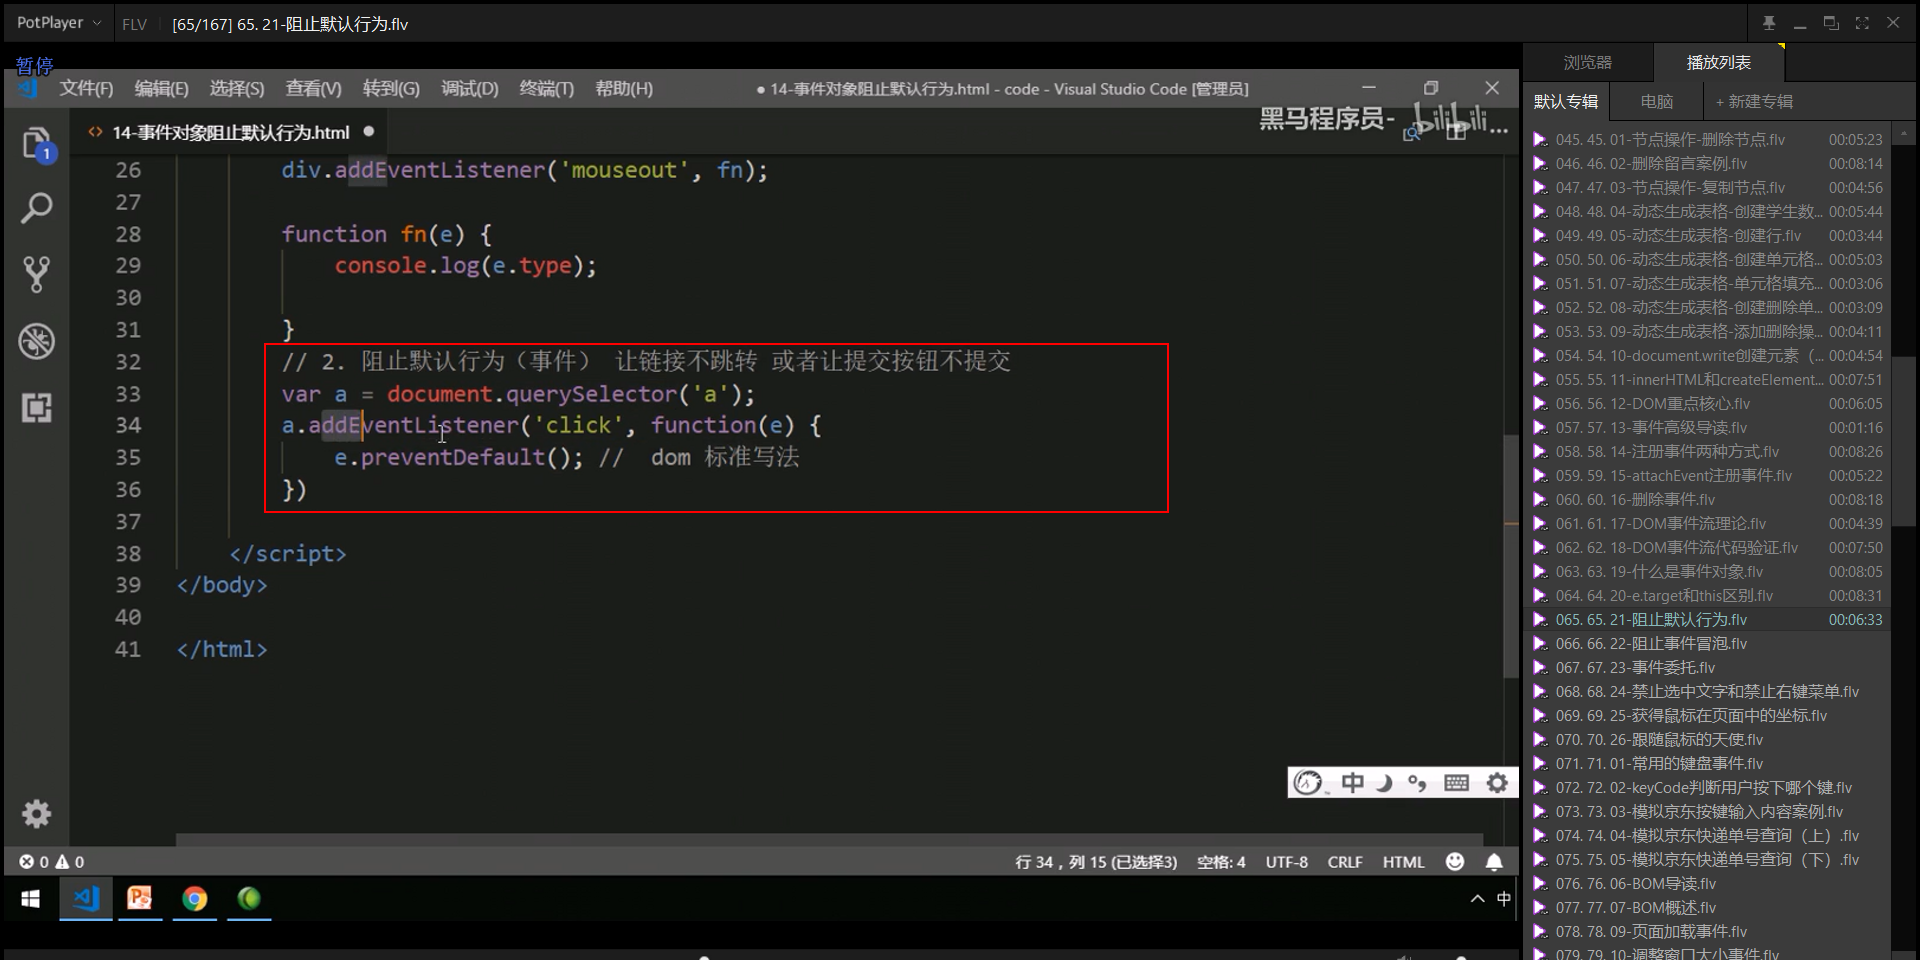 PotPlayer
FLV
[65/167] 65. 21-阻止默认行为.flv
暂停
文件(F) 编辑(E) 选择(S) 查看(V) 转到(G) 调试(D) 终端(T) 帮助(H)
● 14-事件对象阻止默认行为.html - code - Visual Studio Code [管理员]
<> 14-事件对象阻止默认行为.html ●
黑马程序员- bilibili
1
26 div.addEventListener('mouseout', fn);
27
28 function fn(e) {
29 console.log(e.type);
30
31 }
32 // 2. 阻止默认行为（事件） 让链接不跳转 或者让提交按钮不提交
33 var a = document.querySelector('a');
34 a.addEventListener('click', function(e) {
35 e.preventDefault(); // dom 标准写法
36 })
37
38 </script>
39 </body>
40
41 </html>
中
0 0
行 34，列 15 (已选择3) 空格: 4 UTF-8 CRLF HTML
中
浏览器 播放列表
默认专辑 电脑 + 新建专辑
045. 45. 01-节点操作-删除节点.flv 00:05:23
046. 46. 02-删除留言案例.flv 00:08:14
047. 47. 03-节点操作-复制节点.flv 00:04:56
048. 48. 04-动态生成表格-创建学生数... 00:05:44
049. 49. 05-动态生成表格-创建行.flv 00:03:44
050. 50. 06-动态生成表格-创建单元格... 00:05:03
051. 51. 07-动态生成表格-单元格填充... 00:03:06
052. 52. 08-动态生成表格-创建删除单... 00:03:09
053. 53. 09-动态生成表格-添加删除操... 00:04:11
054. 54. 10-document.write创建元素（... 00:04:54
055. 55. 11-innerHTML和createElement... 00:07:51
056. 56. 12-DOM重点核心.flv 00:06:05
057. 57. 13-事件高级导读.flv 00:01:16
058. 58. 14-注册事件两种方式.flv 00:08:26
059. 59. 15-attachEvent注册事件.flv 00:05:22
060. 60. 16-删除事件.flv 00:08:18
061. 61. 17-DOM事件流理论.flv 00:04:39
062. 62. 18-DOM事件流代码验证.flv 00:07:50
063. 63. 19-什么是事件对象.flv 00:08:05
064. 64. 20-e.target和this区别.flv 00:08:31
065. 65. 21-阻止默认行为.flv 00:06:33
066. 66. 22-阻止事件冒泡.flv
067. 67. 23-事件委托.flv
068. 68. 24-禁止选中文字和禁止右键菜单.flv
069. 69. 25-获得鼠标在页面中的坐标.flv
070. 70. 26-跟随鼠标的天使.flv
071. 71. 01-常用的键盘事件.flv
072. 72. 02-keyCode判断用户按下哪个键.flv
073. 73. 03-模拟京东按键输入内容案例.flv
074. 74. 04-模拟京东快递单号查询（上）.flv
075. 75. 05-模拟京东快递单号查询（下）.flv
076. 76. 06-BOM导读.flv
077. 77. 07-BOM概述.flv
078. 78. 09-页面加载事件.flv
079. 79. 10-调整窗口大小事件.flv